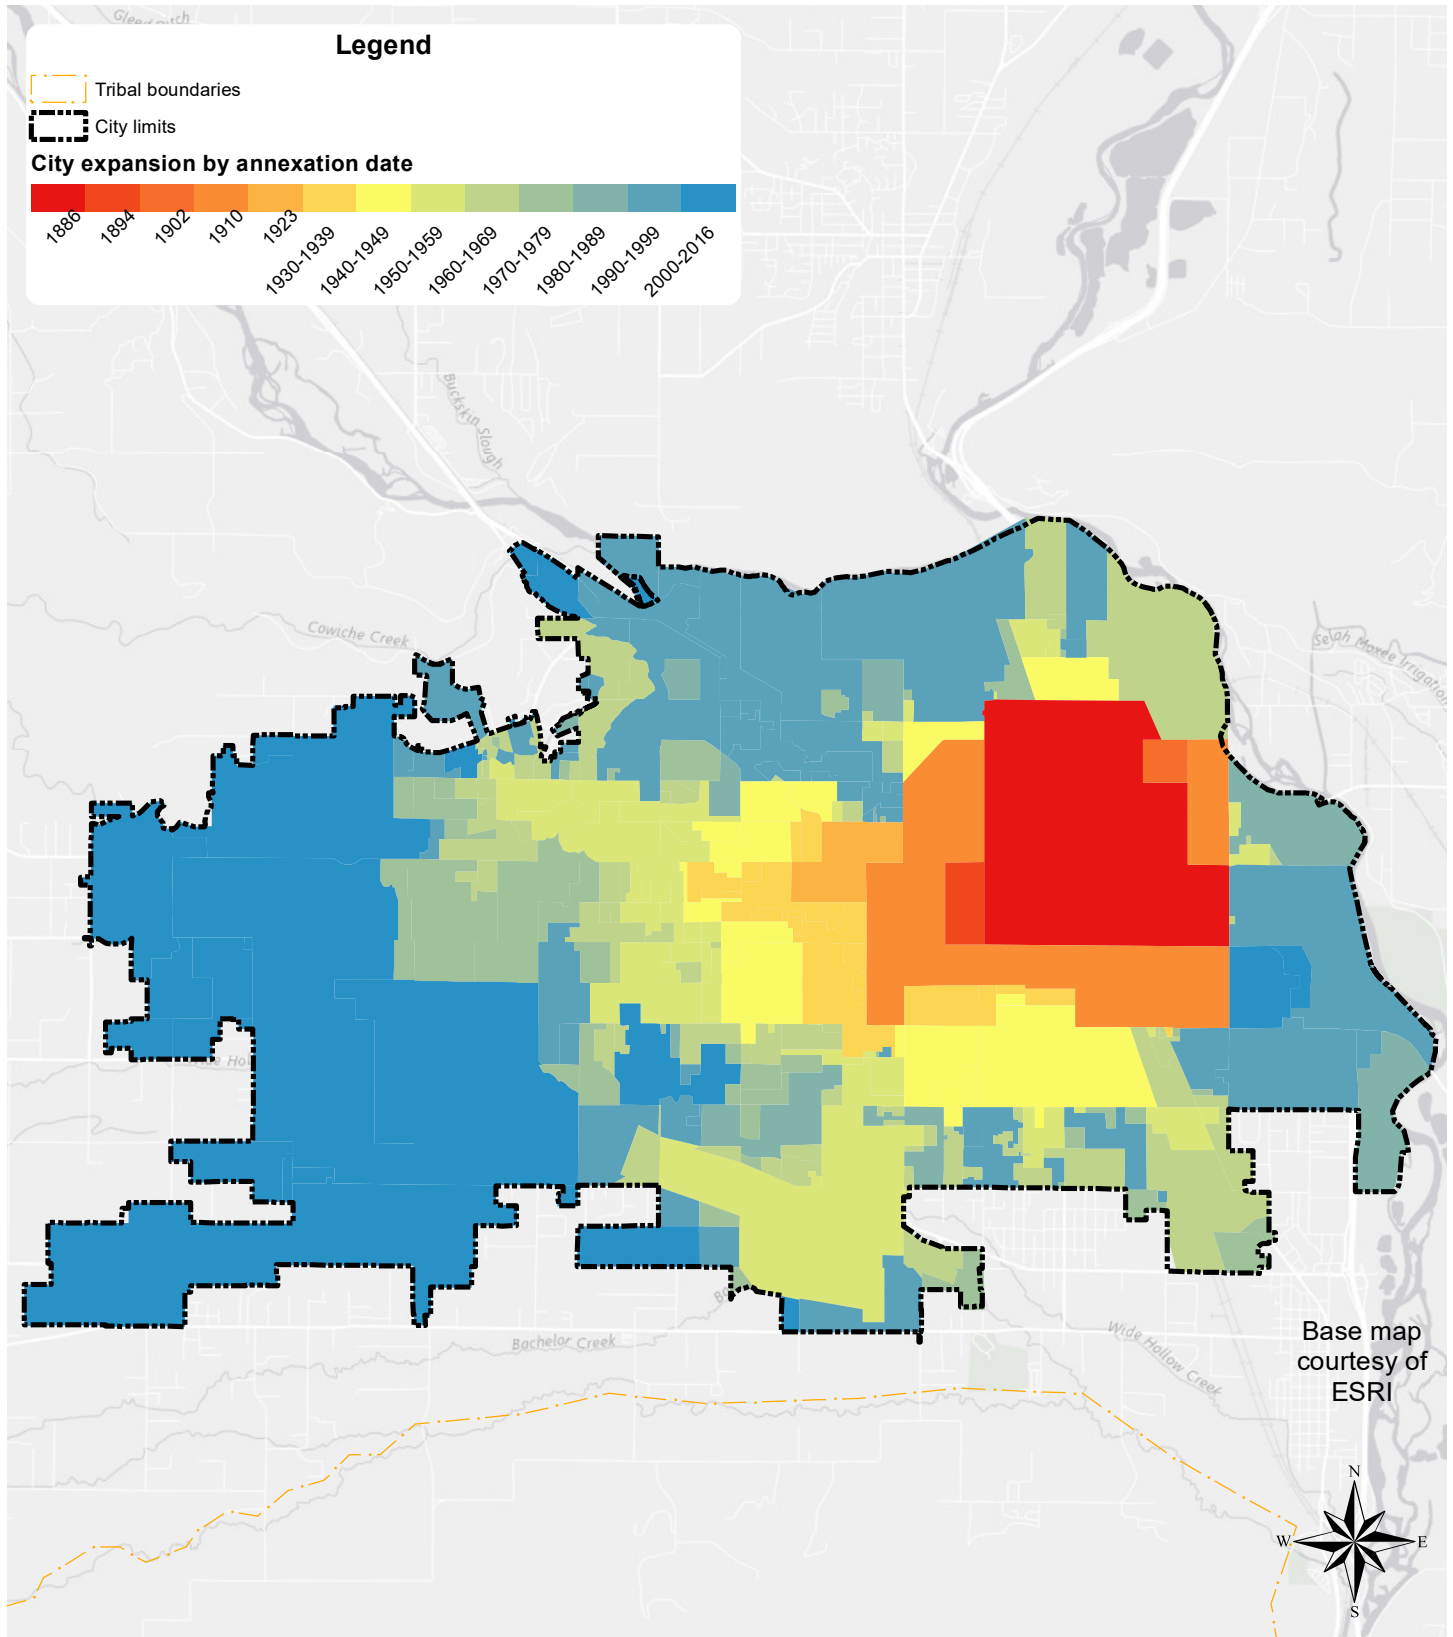 Gleed Ditch
Legend
Tribal boundaries
City limits
City expansion by annexation date
1886
1894
1902
1910
1923
1930-1939
1940-1949
1950-1959
1960-1969
1970-1979
1980-1989
1990-1999
2000-2016
Buckskin Slough
Cowiche Creek
Selah Moxee Irrigation
Bachelor Creek
Wide Hollow Creek
Base map
courtesy of
ESRI
N
W
E
S